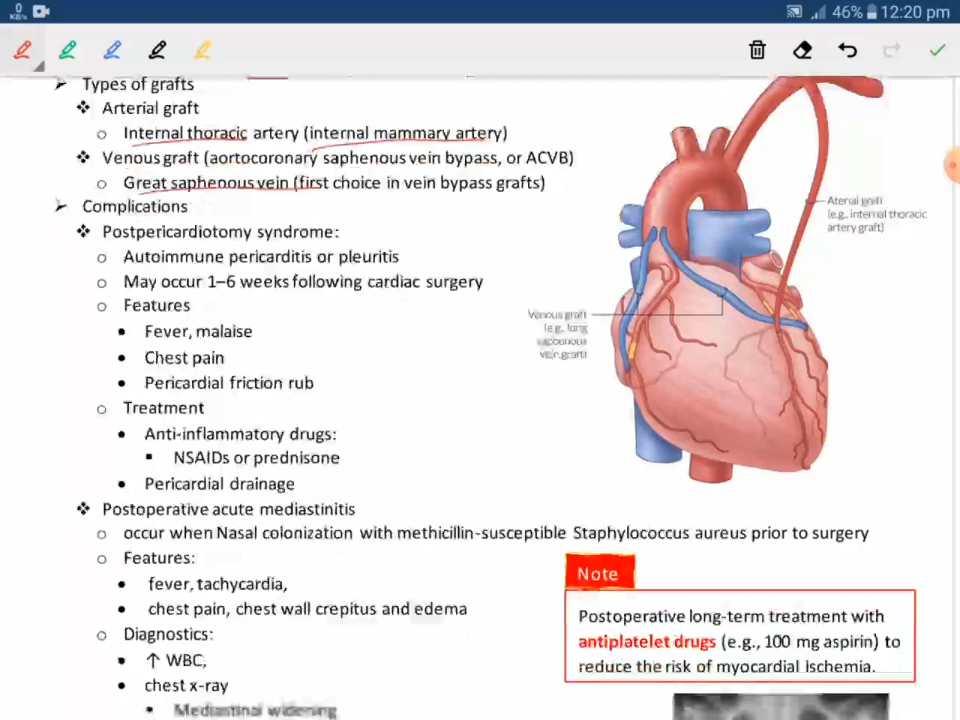 0
KB/s
46% 12:20 pm
➢ Types of grafts
❖ Arterial graft
o Internal thoracic artery (internal mammary artery)
❖ Venous graft (aortocoronary saphenous vein bypass, or ACVB)
o Great saphenous vein (first choice in vein bypass grafts)
➢ Complications
❖ Postpericardiotomy syndrome:
o Autoimmune pericarditis or pleuritis
o May occur 1–6 weeks following cardiac surgery
o Features
• Fever, malaise
• Chest pain
• Pericardial friction rub
o Treatment
• Anti-inflammatory drugs:
▪ NSAIDs or prednisone
• Pericardial drainage
❖ Postoperative acute mediastinitis
o occur when Nasal colonization with methicillin-susceptible Staphylococcus aureus prior to surgery
o Features:
• fever, tachycardia,
• chest pain, chest wall crepitus and edema
o Diagnostics:
• ↑ WBC,
• chest x-ray
▪ Mediastinal widening
Aterial graft
(e.g., internal thoracic
artery graft)
Venous graft
(e.g., long
saphenous
vein graft)
Note
Postoperative long-term treatment with
antiplatelet drugs (e.g., 100 mg aspirin) to
reduce the risk of myocardial ischemia.